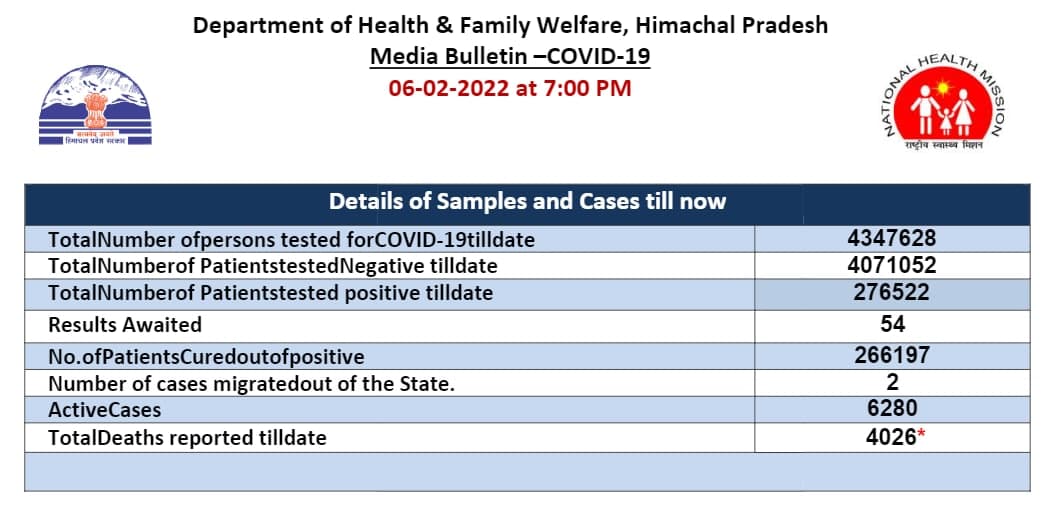 Department of Health & Family Welfare, Himachal Pradesh
Media Bulletin –COVID-19
06-02-2022 at 7:00 PM
सत्यमेव जयते
हिमाचल प्रदेश सरकार
NATIONAL HEALTH MISSION
राष्ट्रीय स्वास्थ्य मिशन
Details of Samples and Cases till now
TotalNumber ofpersons tested forCOVID-19tilldate 4347628
TotalNumberof PatientstestedNegative tilldate 4071052
TotalNumberof Patientstested positive tilldate 276522
Results Awaited 54
No.ofPatientsCuredoutofpositive 266197
Number of cases migratedout of the State. 2
ActiveCases 6280
TotalDeaths reported tilldate 4026*